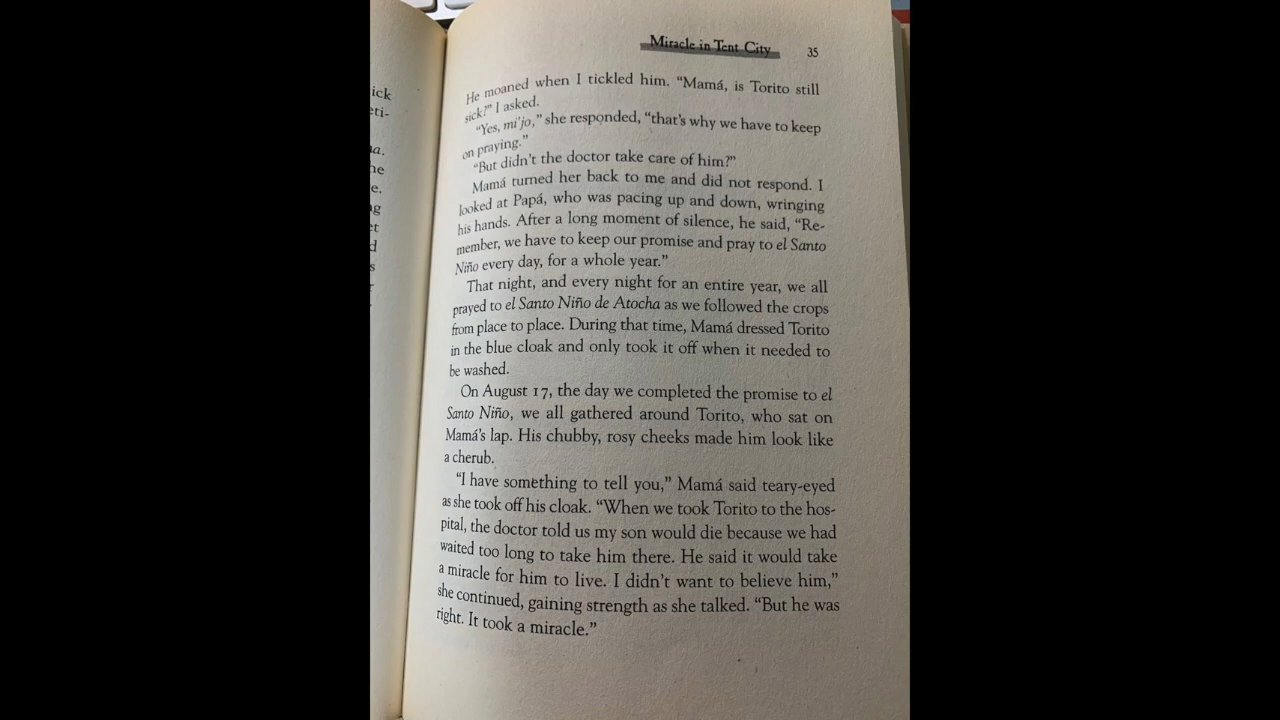 Miracle in Tent City 35
ick
eti-
a.
he
e.
ng
et
d
s
r
He moaned when I tickled him. “Mamá, is Torito still
sick?” I asked.
“Yes, mi’jo,” she responded, “that’s why we have to keep
on praying.”
“But didn’t the doctor take care of him?”
Mamá turned her back to me and did not respond. I
looked at Papá, who was pacing up and down, wringing
his hands. After a long moment of silence, he said, “Re-
member, we have to keep our promise and pray to el Santo
Niño every day, for a whole year.”
That night, and every night for an entire year, we all
prayed to el Santo Niño de Atocha as we followed the crops
from place to place. During that time, Mamá dressed Torito
in the blue cloak and only took it off when it needed to
be washed.
On August 17, the day we completed the promise to el
Santo Niño, we all gathered around Torito, who sat on
Mamá’s lap. His chubby, rosy cheeks made him look like
a cherub.
“I have something to tell you,” Mamá said teary-eyed
as she took off his cloak. “When we took Torito to the hos-
pital, the doctor told us my son would die because we had
waited too long to take him there. He said it would take
a miracle for him to live. I didn’t want to believe him,”
she continued, gaining strength as she talked. “But he was
right. It took a miracle.”